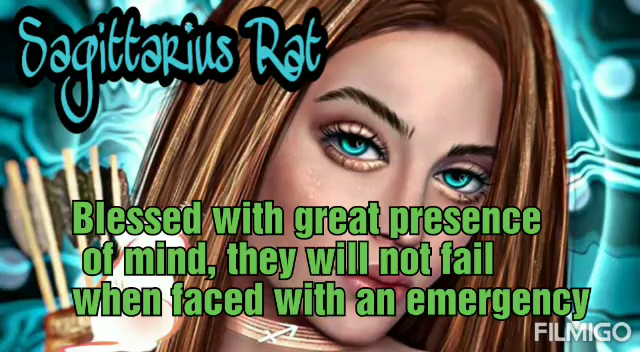 Sagittarius Rat
Blessed with great presence
of mind, they will not fail
when faced with an emergency
FILMIGO